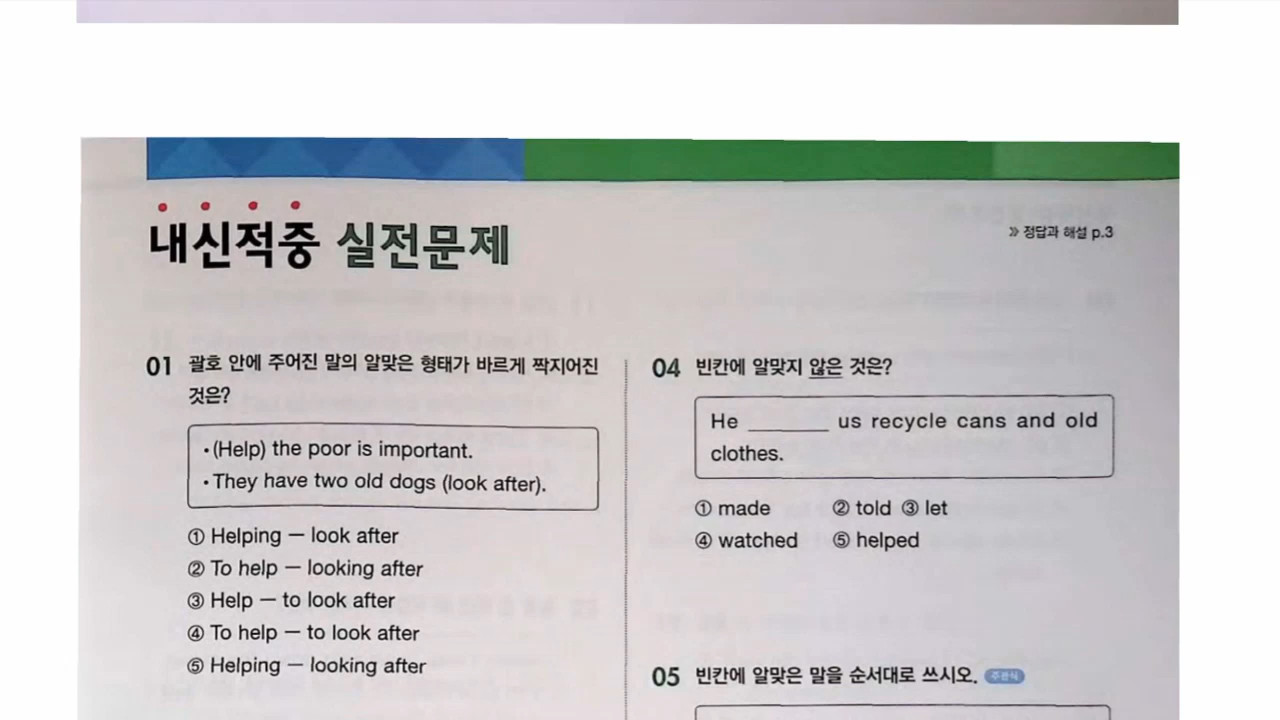 내신적중 실전문제
» 정답과 해설 p.3
01 괄호 안에 주어진 말의 알맞은 형태가 바르게 짝지어진
것은?
•(Help) the poor is important.
•They have two old dogs (look after).
① Helping – look after
② To help – looking after
③ Help – to look after
④ To help – to look after
⑤ Helping – looking after
04 빈칸에 알맞지 않은 것은?
He ________ us recycle cans and old
clothes.
① made ② told ③ let
④ watched ⑤ helped
05 빈칸에 알맞은 말을 순서대로 쓰시오. 주관식